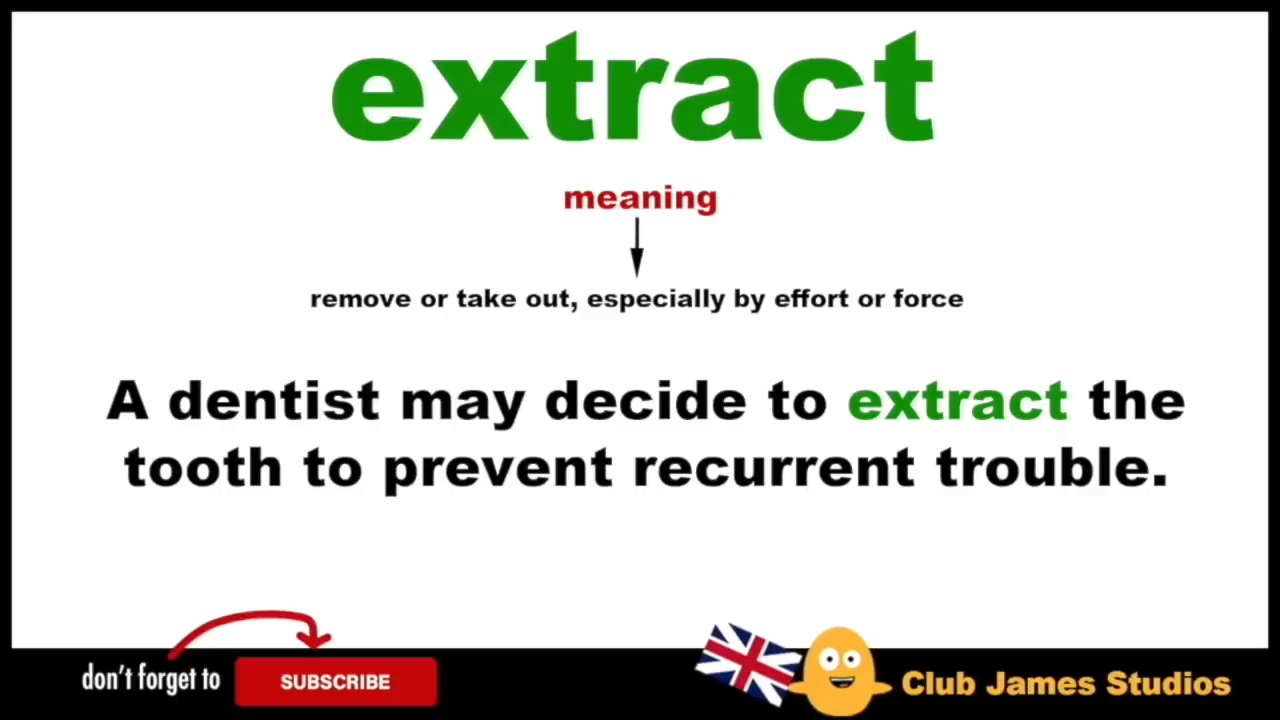 extract
meaning
remove or take out, especially by effort or force
A dentist may decide to extract the
tooth to prevent recurrent trouble.
don't forget to SUBSCRIBE
Club James Studios